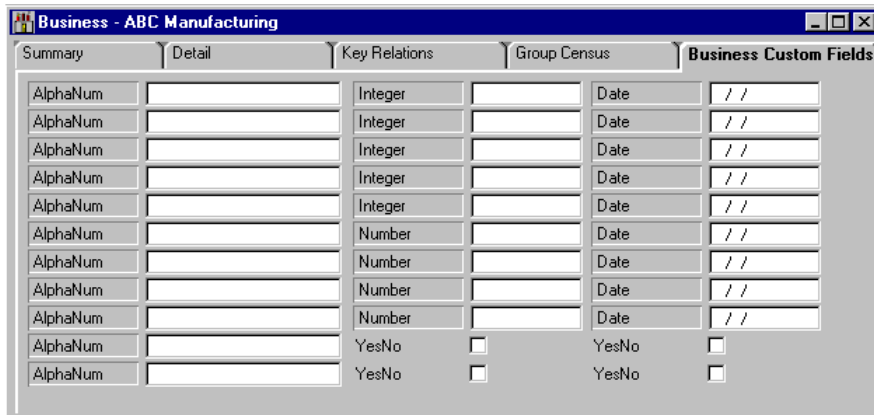 Business - ABC Manufacturing
Summary Detail Key Relations Group Census Business Custom Fields
AlphaNum Integer Date / /
AlphaNum Integer Date / /
AlphaNum Integer Date / /
AlphaNum Integer Date / /
AlphaNum Integer Date / /
AlphaNum Number Date / /
AlphaNum Number Date / /
AlphaNum Number Date / /
AlphaNum Number Date / /
AlphaNum YesNo YesNo
AlphaNum YesNo YesNo